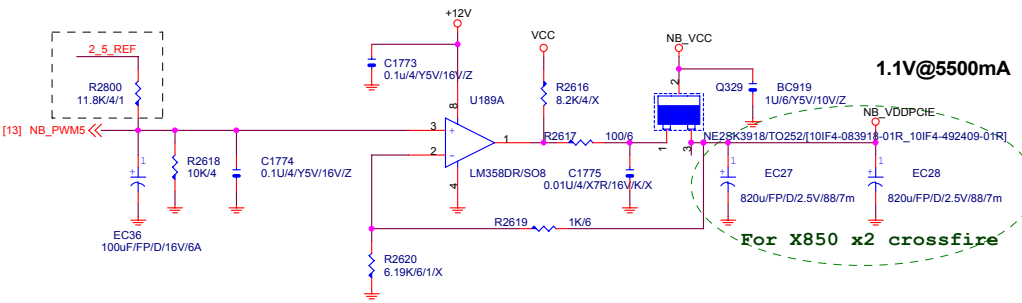 +12V
2_5_REF
VCC
NB_VCC
C1773
0.1u/4/Y5V/16V/Z
1.1V@5500mA
R2800
11.8K/4/1
R2616
8.2K/4/X
2
Q329
BC919
1U/6/Y5V/10V/Z
U189A
8
NB_VDDPCIE
[13] NB_PWM5
3
+
R2617
100/6
NE2SK3918/TO252/[10IF4-083918-01R_10IF4-492409-01R]
1
1
3
2
-
1
R2618
10K/4
C1774
0.1U/4/Y5V/16V/Z
4
LM358DR/SO8
C1775
0.01U/4/X7R/16V/K/X
1
+
EC27
820u/FP/D/2.5V/88/7m
1
+
EC28
820u/FP/D/2.5V/88/7m
+
EC36
100uF/FP/D/16V/6A
R2619
1K/6
For X850 x2 crossfire
R2620
6.19K/6/1/X